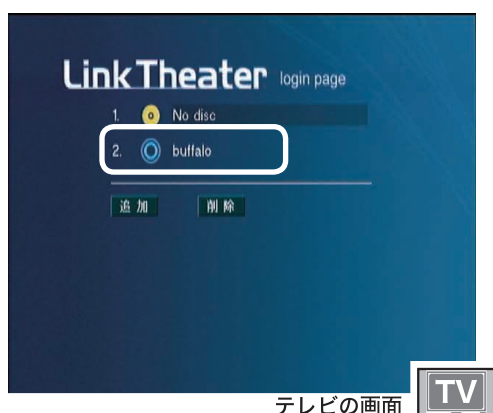 LinkTheater login page
1. No disc
2. buffalo
追加 削除
テレビの画面 TV